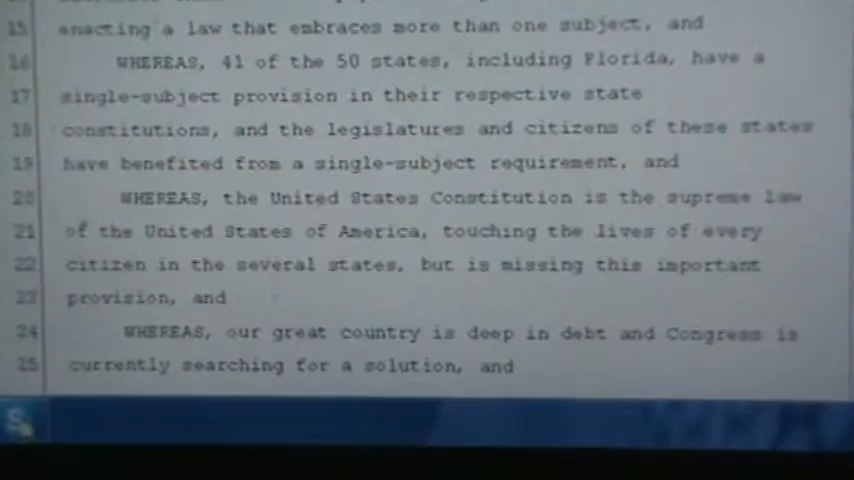 15 enacting a law that embraces more than one subject, and
16 WHEREAS, 41 of the 50 states, including Florida, have a
17 single-subject provision in their respective state
18 constitutions, and the legislatures and citizens of these states
19 have benefited from a single-subject requirement, and
20 WHEREAS, the United States Constitution is the supreme law
21 of the United States of America, touching the lives of every
22 citizen in the several states, but is missing this important
23 provision, and
24 WHEREAS, our great country is deep in debt and Congress is
25 currently searching for a solution, and